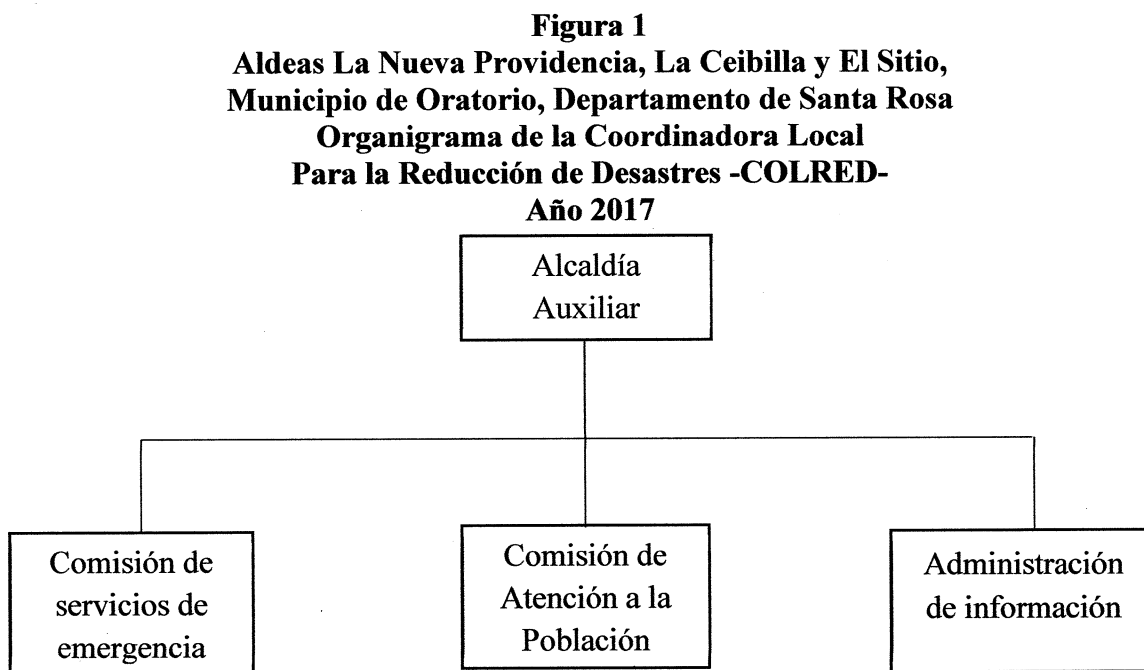 Figura 1
Aldeas La Nueva Providencia, La Ceibilla y El Sitio,
Municipio de Oratorio, Departamento de Santa Rosa
Organigrama de la Coordinadora Local
Para la Reducción de Desastres -COLRED-
Año 2017
Alcaldía
Auxiliar
Comisión de
servicios de
emergencia
Comisión de
Atención a la
Población
Administración
de información